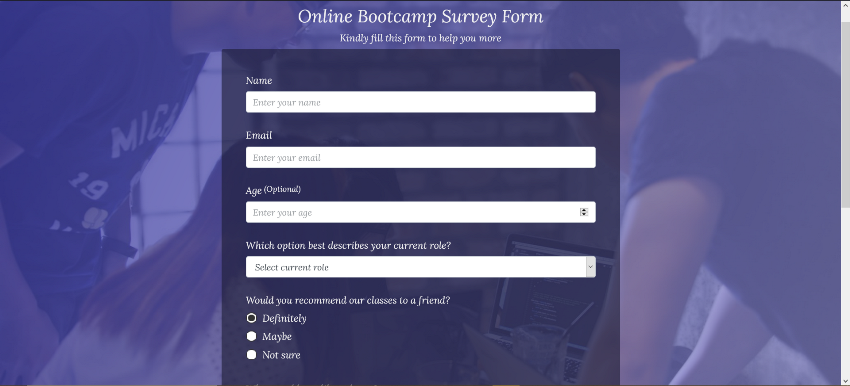 Online Bootcamp Survey Form
Kindly fill this form to help you more
Name
Enter your name
Email
Enter your email
Age (Optional)
Enter your age
Which option best describes your current role?
Select current role
Would you recommend our classes to a friend?
Definitely
Maybe
Not sure
19